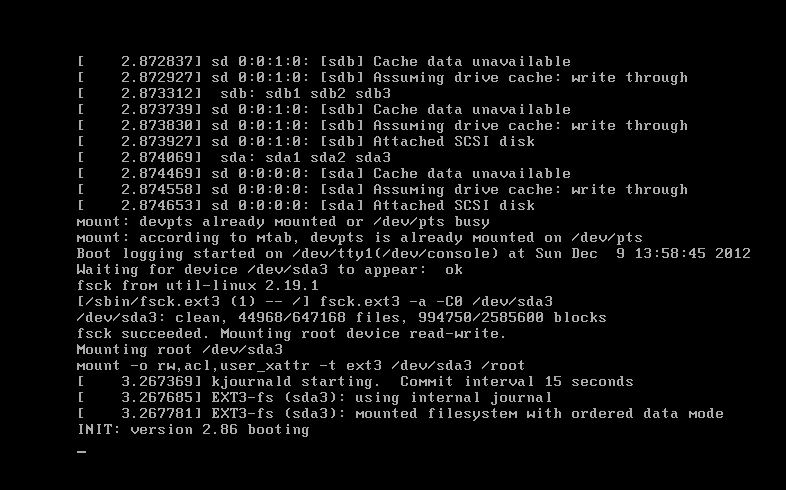 [    2.872837] sd 0:0:1:0: [sdb] Cache data unavailable
[    2.872927] sd 0:0:1:0: [sdb] Assuming drive cache: write through
[    2.873312]  sdb: sdb1 sdb2 sdb3
[    2.873739] sd 0:0:1:0: [sdb] Cache data unavailable
[    2.873830] sd 0:0:1:0: [sdb] Assuming drive cache: write through
[    2.873927] sd 0:0:1:0: [sdb] Attached SCSI disk
[    2.874069]  sda: sda1 sda2 sda3
[    2.874469] sd 0:0:0:0: [sda] Cache data unavailable
[    2.874558] sd 0:0:0:0: [sda] Assuming drive cache: write through
[    2.874653] sd 0:0:0:0: [sda] Attached SCSI disk
mount: devpts already mounted or /dev/pts busy
mount: according to mtab, devpts is already mounted on /dev/pts
Boot logging started on /dev/tty1(/dev/console) at Sun Dec  9 13:58:45 2012
Waiting for device /dev/sda3 to appear:  ok
fsck from util-linux 2.19.1
[/sbin/fsck.ext3 (1) -- /] fsck.ext3 -a -C0 /dev/sda3
/dev/sda3: clean, 44968/647168 files, 994750/2585600 blocks
fsck succeeded. Mounting root device read-write.
Mounting root /dev/sda3
mount -o rw,acl,user_xattr -t ext3 /dev/sda3 /root
[    3.267369] kjournald starting.  Commit interval 15 seconds
[    3.267685] EXT3-fs (sda3): using internal journal
[    3.267781] EXT3-fs (sda3): mounted filesystem with ordered data mode
INIT: version 2.86 booting